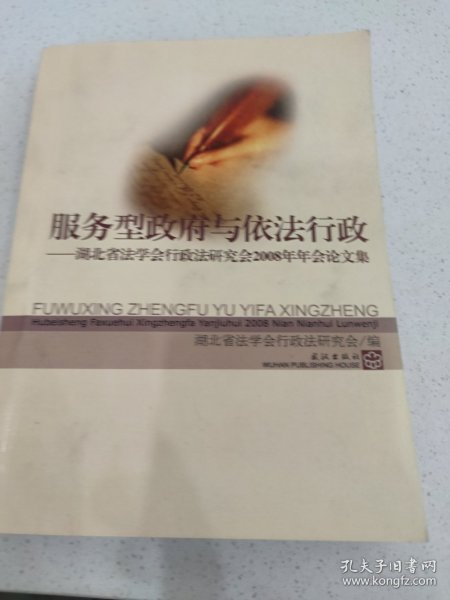 服务型政府与依法行政
——湖北省法学会行政法研究会2008年年会论文集
FUWUXING ZHENGFU YU YIFA XINGZHENG
Hubeisheng Faxuehui Xingzhengfa Yanjiuhui 2008 Nian Nianhui Lunwenji
湖北省法学会行政法研究会/编
武汉出版社
WUHAN PUBLISHING HOUSE
孔夫子旧书网
www.kongfz.com